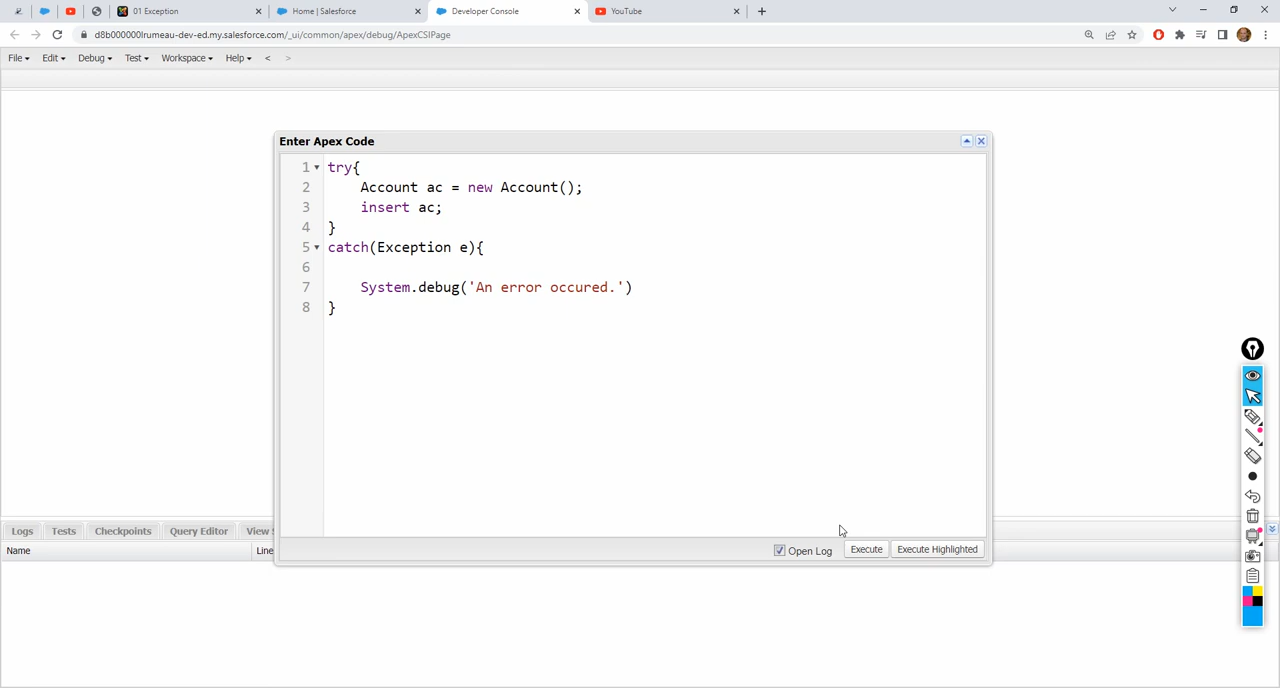 01 Exception
Home | Salesforce
Developer Console
YouTube
d8b000000lrumeau-dev-ed.my.salesforce.com/_ui/common/apex/debug/ApexCSIPage
File Edit Debug Test Workspace Help < >
Enter Apex Code
1 try{
2 Account ac = new Account();
3 insert ac;
4 }
5 catch(Exception e){
6
7 System.debug('An error occured.')
8 }
Open Log Execute Execute Highlighted
Logs Tests Checkpoints Query Editor View S
Name Line